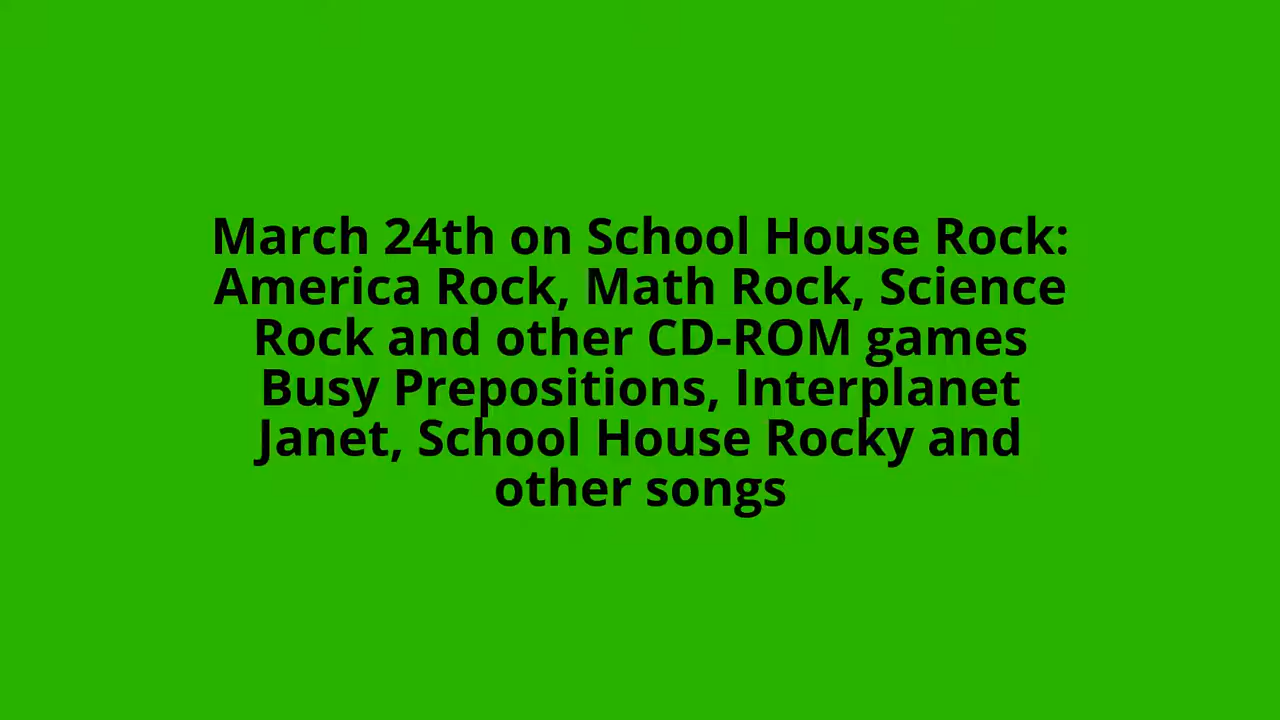 March 24th on School House Rock:
America Rock, Math Rock, Science
Rock and other CD-ROM games
Busy Prepositions, Interplanet
Janet, School House Rocky and
other songs